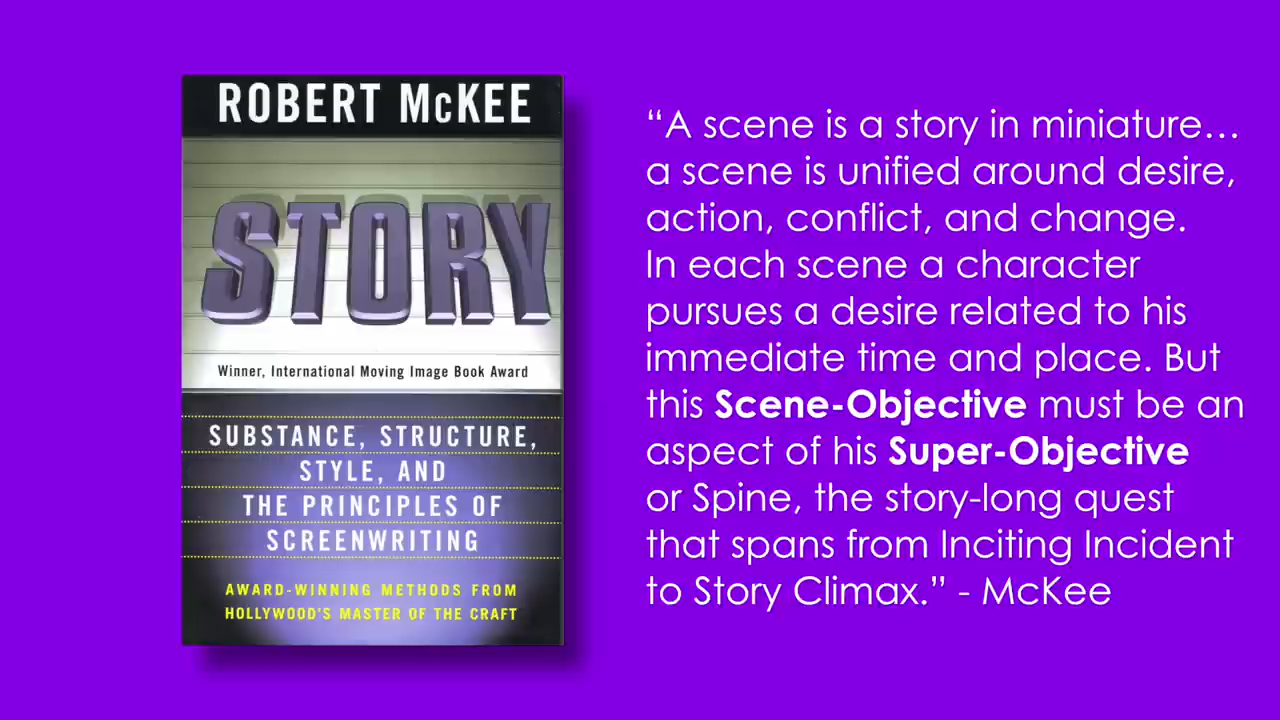 ROBERT McKEE
STORY
Winner, International Moving Image Book Award
SUBSTANCE, STRUCTURE,
STYLE, AND
THE PRINCIPLES OF
SCREENWRITING
AWARD-WINNING METHODS FROM
HOLLYWOOD'S MASTER OF THE CRAFT
“A scene is a story in miniature…
a scene is unified around desire,
action, conflict, and change.
In each scene a character
pursues a desire related to his
immediate time and place. But
this Scene-Objective must be an
aspect of his Super-Objective
or Spine, the story-long quest
that spans from Inciting Incident
to Story Climax.” - McKee